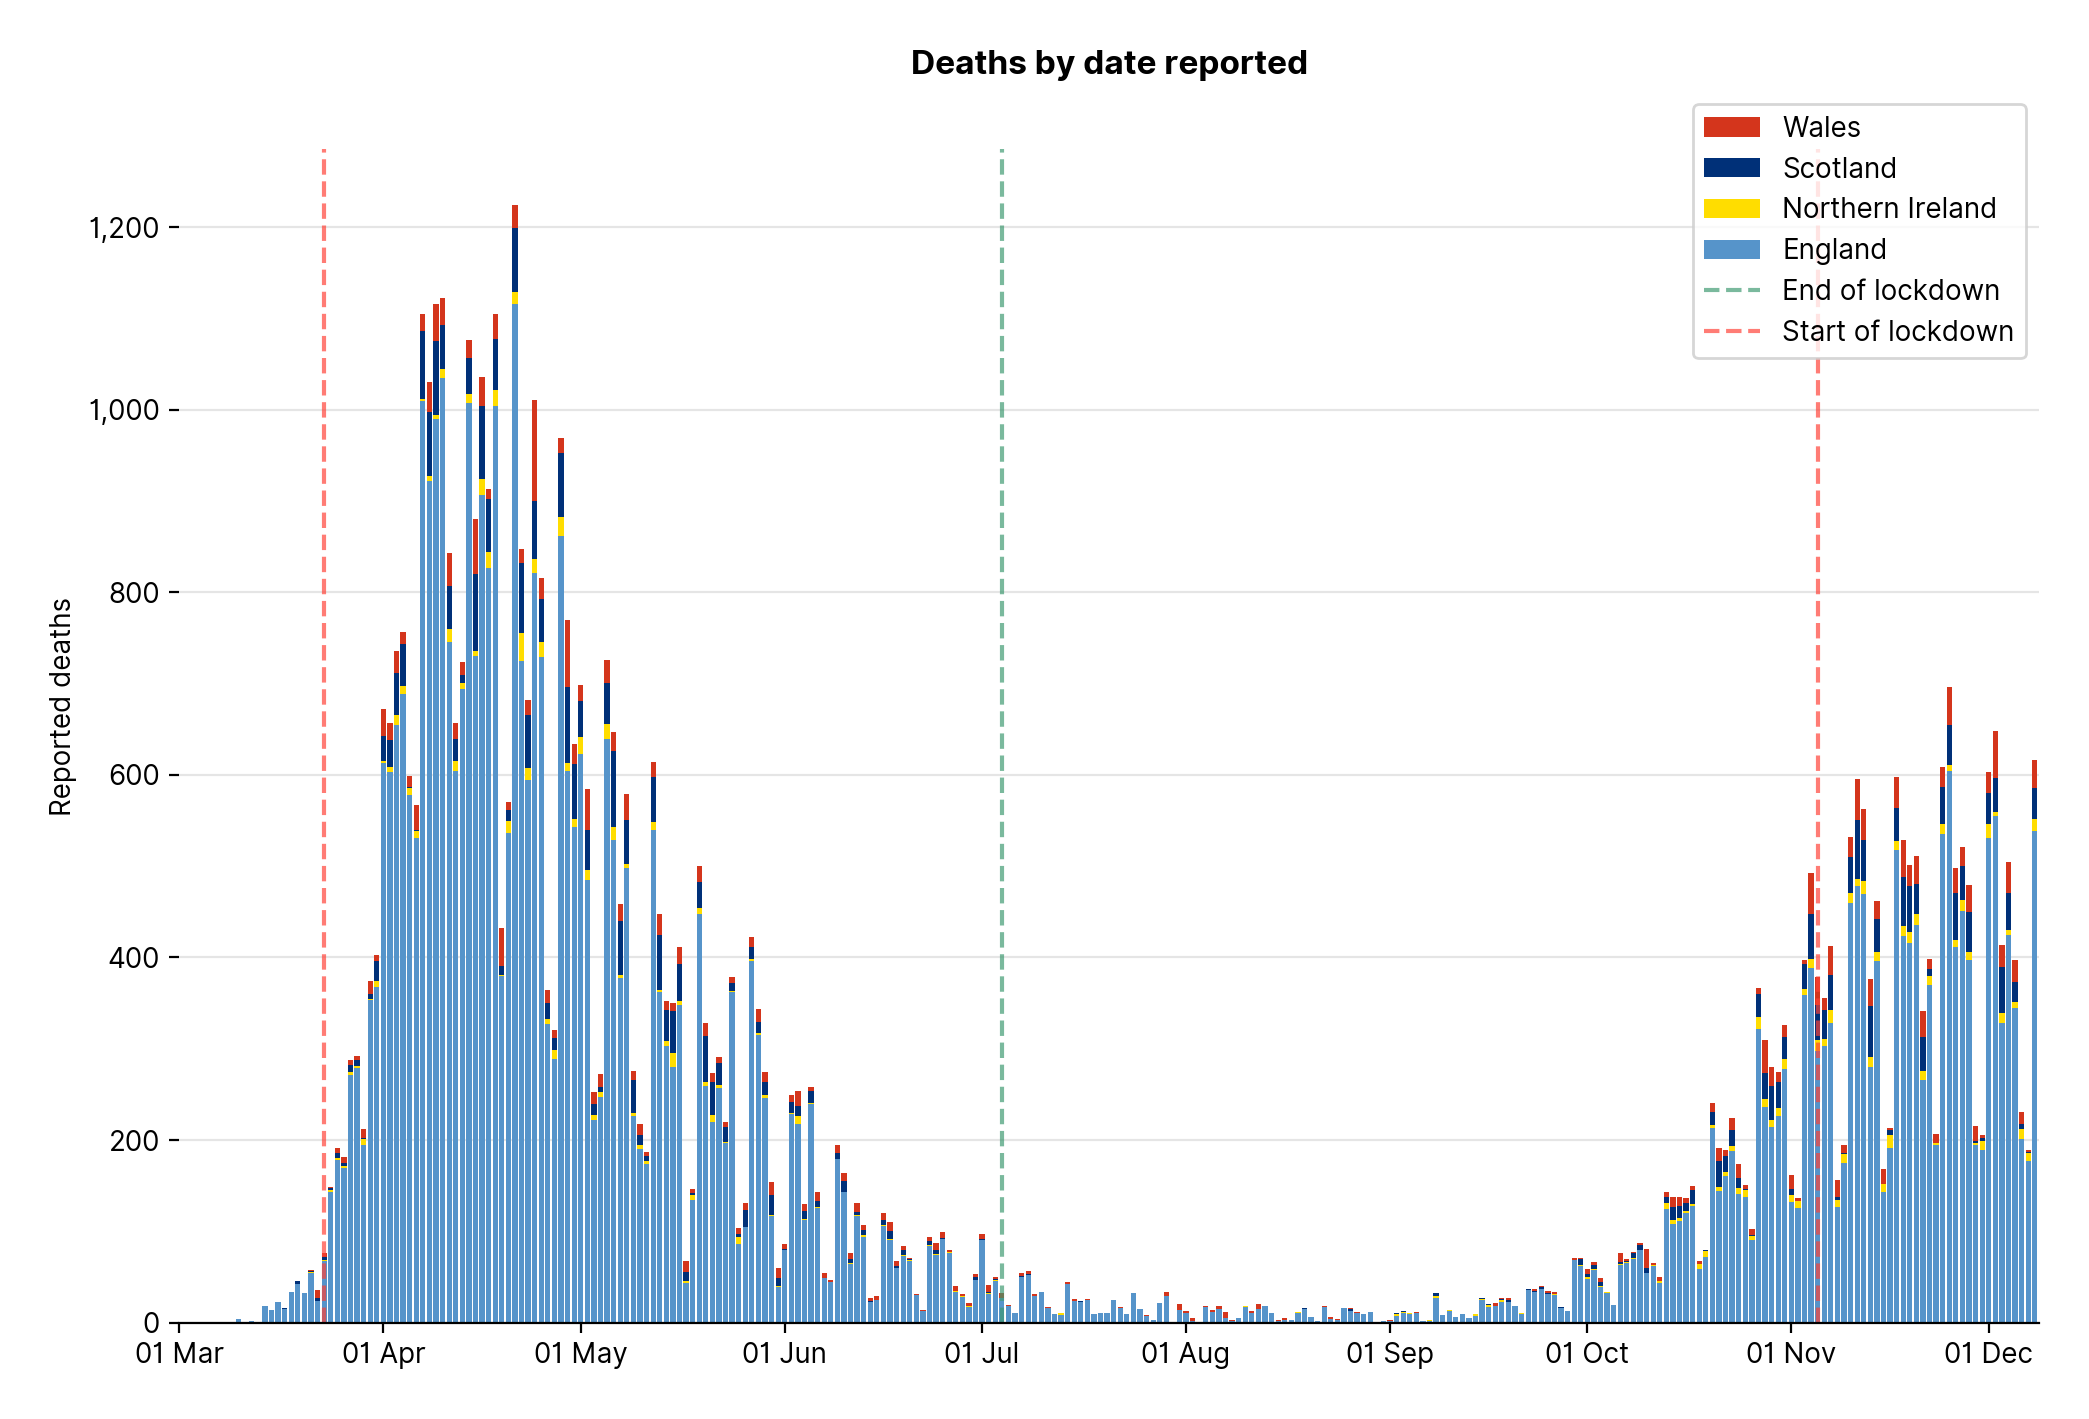 Deaths by date reported
Wales
Scotland
Northern Ireland
England
End of lockdown
Start of lockdown
Reported deaths
1,200
1,000
800
600
400
200
0
01 Mar
01 Apr
01 May
01 Jun
01 Jul
01 Aug
01 Sep
01 Oct
01 Nov
01 Dec